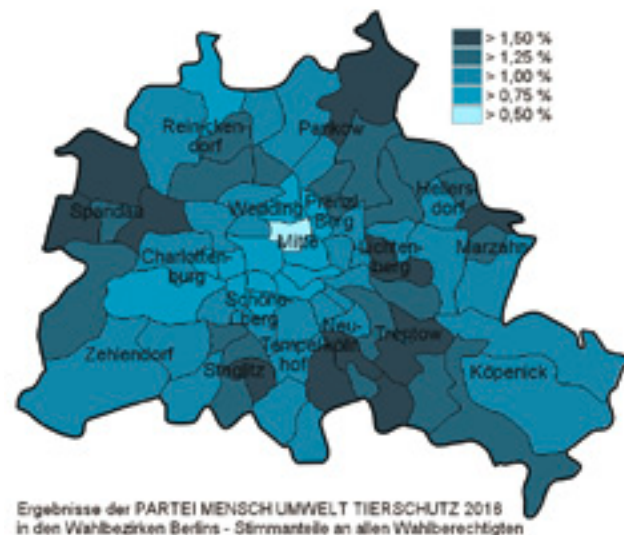 > 1,50 %
> 1,25 %
> 1,00 %
> 0,75 %
> 0,50 %
Reinicken-
dorf
Pankow
Hellers-
dorf
Spandau
Wedding
Prenzl.
Berg
Mitte
Lichten-
berg
Marzahn
Charlotten-
burg
Schöne-
berg
Neu-
kölln
Tempel-
hof
Treptow
Zehlendorf
Steglitz
Köpenick
Ergebnisse der PARTEI MENSCH UMWELT TIERSCHUTZ 2016
in den Wahlbezirken Berlins - Stimmanteile an allen Wahlberechtigten